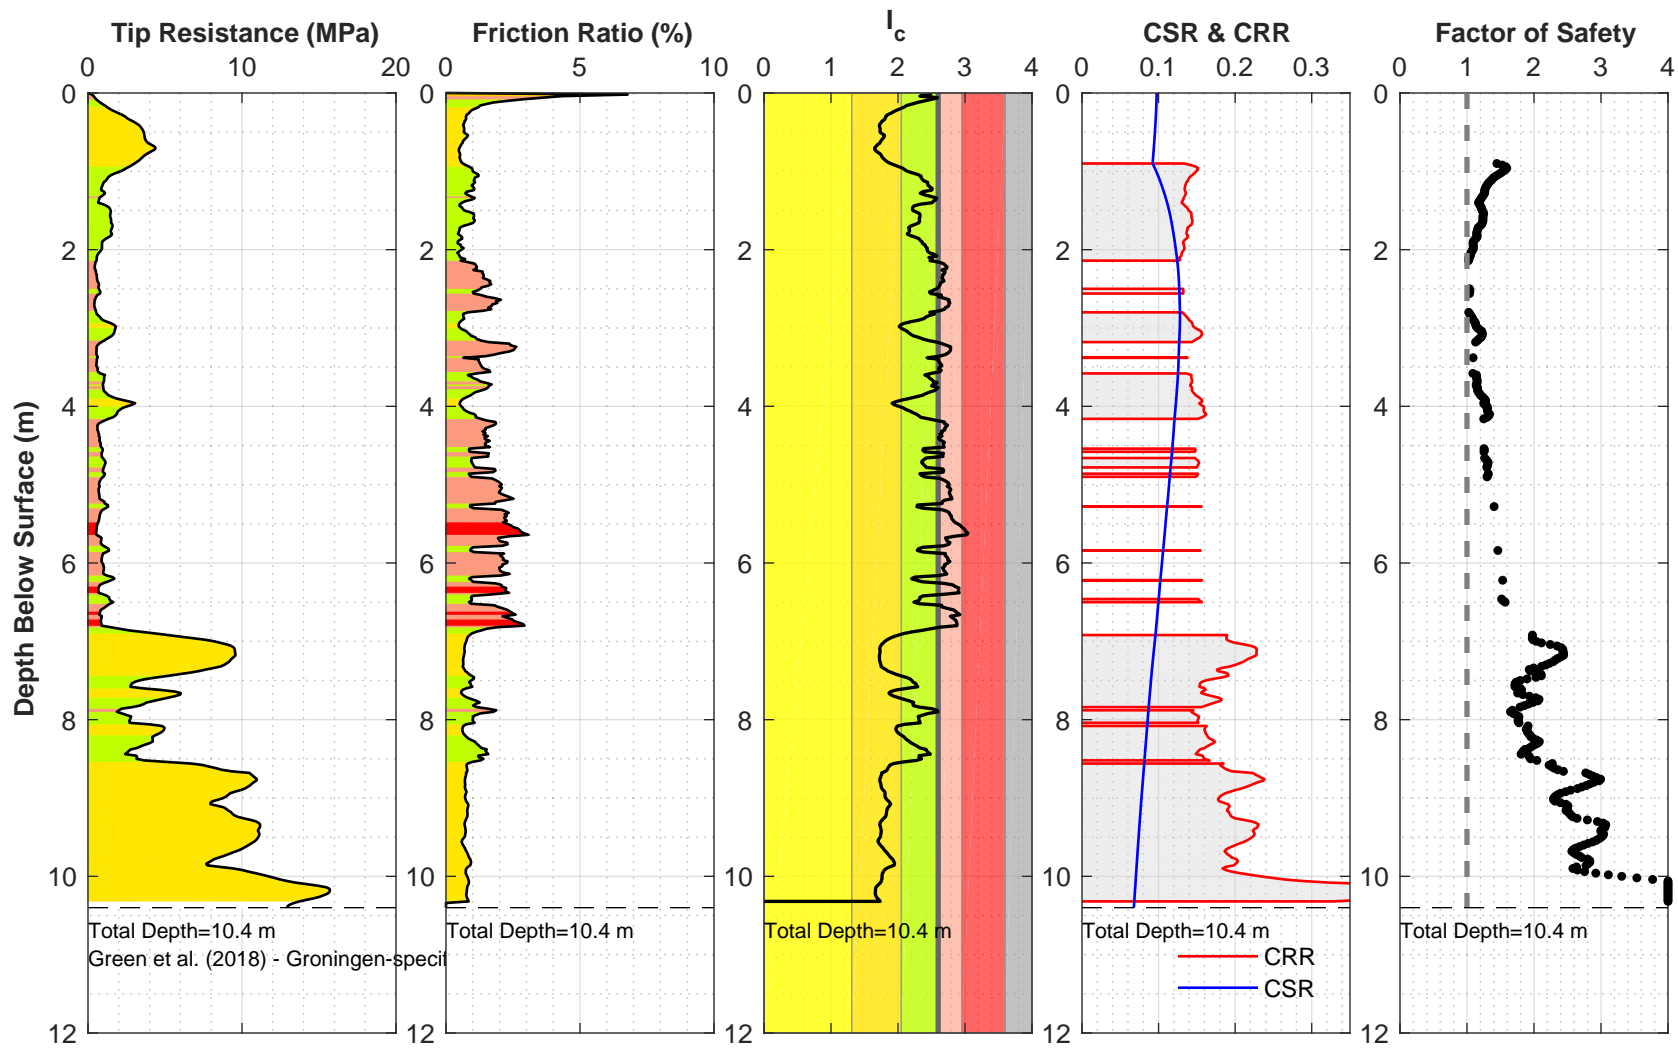 Tip Resistance (MPa)
0 10 20
Friction Ratio (%)
0 5 10
Ic
0 1 2 3 4
CSR & CRR
0 0.1 0.2 0.3
Factor of Safety
0 1 2 3 4
Depth Below Surface (m)
0 0 0 0 0
2 2 2 2 2
4 4 4 4 4
6 6 6 6 6
8 8 8 8 8
10 10 10 10 10
12 12 12 12 12
Total Depth=10.4 m
Green et al. (2018) - Groningen-specif
Total Depth=10.4 m
Total Depth=10.4 m
Total Depth=10.4 m
CRR
CSR
Total Depth=10.4 m